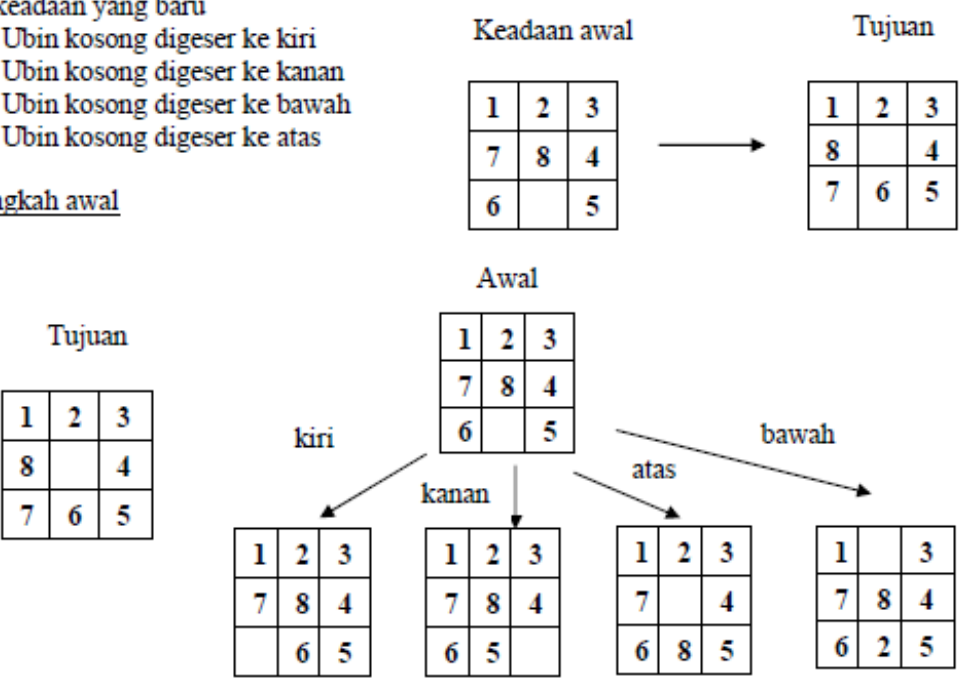 keadaan yang baru
Ubin kosong digeser ke kiri
Ubin kosong digeser ke kanan
Ubin kosong digeser ke bawah
Ubin kosong digeser ke atas
ngkah awal
Keadaan awal
1 2 3
7 8 4
6 5
Tujuan
1 2 3
8 4
7 6 5
Tujuan
1 2 3
8 4
7 6 5
Awal
1 2 3
7 8 4
6 5
kiri
kanan
atas
bawah
1 2 3
7 8 4
6 5
1 2 3
7 8 4
6 5
1 2 3
7 4
6 8 5
1 3
7 8 4
6 2 5